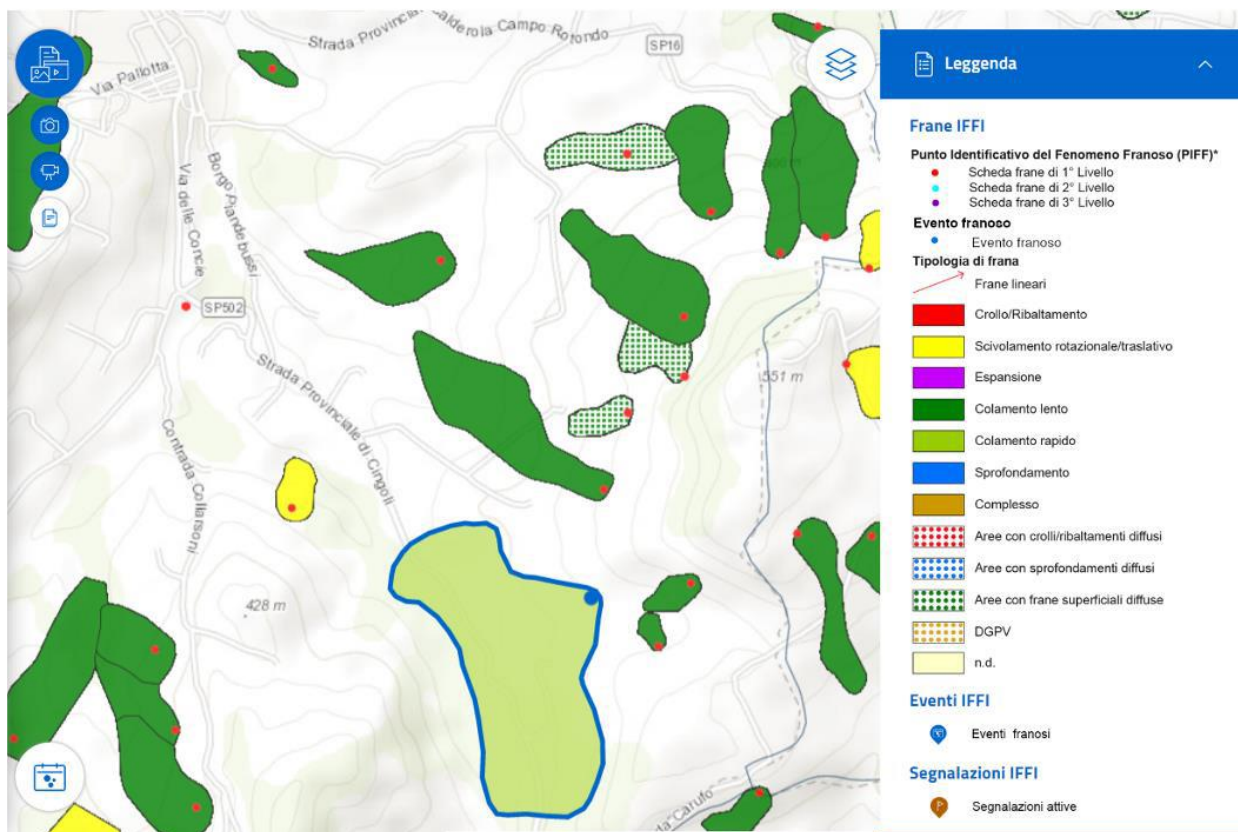 Strada Provinciale
Calderola Campo Rotondo
SP16
Via Pallotta
Via delle Concie
Borgo Piandebussi
SP502
Strada Provinciale di Cingoli
Contrada Collarsoni
551 m
428 m
Carufo
Leggenda
Frane IFFI
Punto Identificativo del Fenomeno Franoso (PIFF)*
Scheda frane di 1° Livello
Scheda frane di 2° Livello
Scheda frane di 3° Livello
Evento franoso
Evento franoso
Tipologia di frana
Frane lineari
Crollo/Ribaltamento
Scivolamento rotazionale/traslativo
Espansione
Colamento lento
Colamento rapido
Sprofondamento
Complesso
Aree con crolli/ribaltamenti diffusi
Aree con sprofondamenti diffusi
Aree con frane superficiali diffuse
DGPV
n.d.
Eventi IFFI
Eventi franosi
Segnalazioni IFFI
Segnalazioni attive